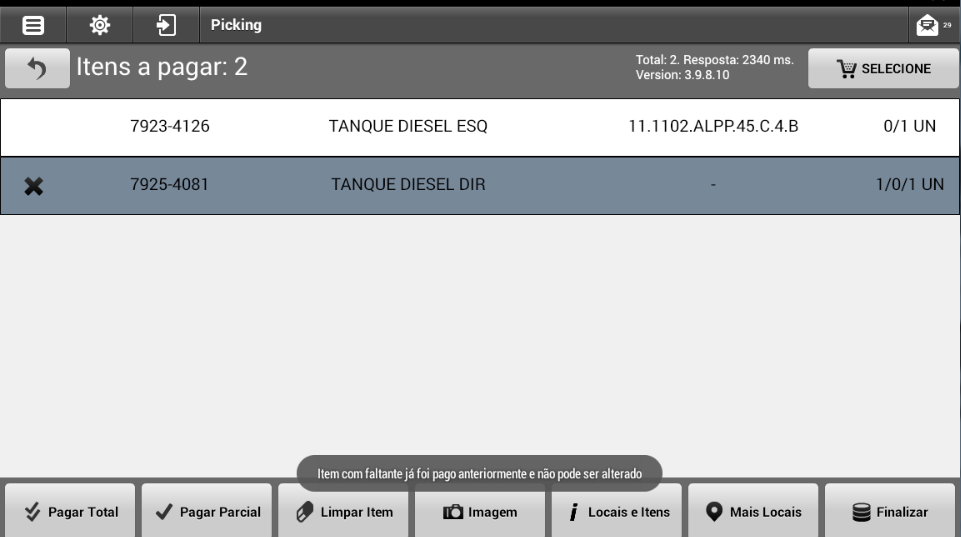 Picking
29
Itens a pagar: 2
Total: 2. Resposta: 2340 ms.
Version: 3.9.8.10
SELECIONE
7923-4126 TANQUE DIESEL ESQ 11.1102.ALPP.45.C.4.B 0/1 UN
7925-4081 TANQUE DIESEL DIR - 1/0/1 UN
Item com faltante já foi pago anteriormente e não pode ser alterado
Pagar Total Pagar Parcial Limpar Item Imagem Locais e Itens Mais Locais Finalizar